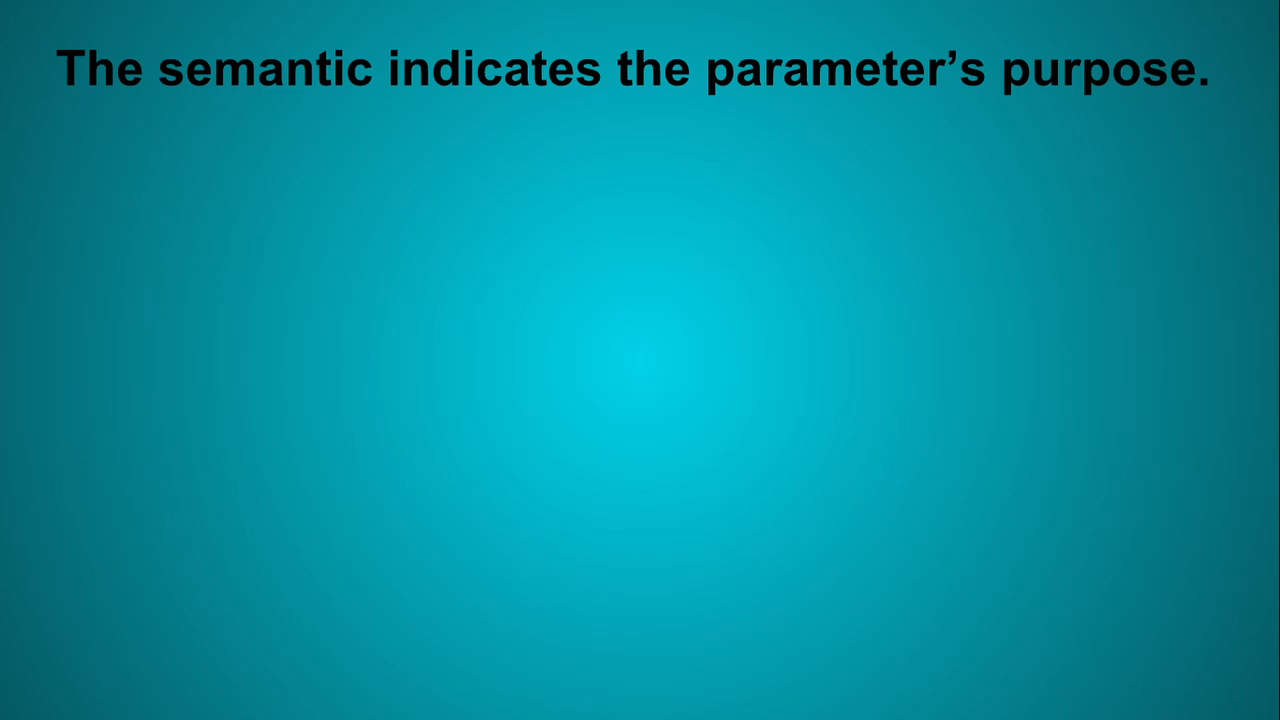 The semantic indicates the parameter’s purpose.